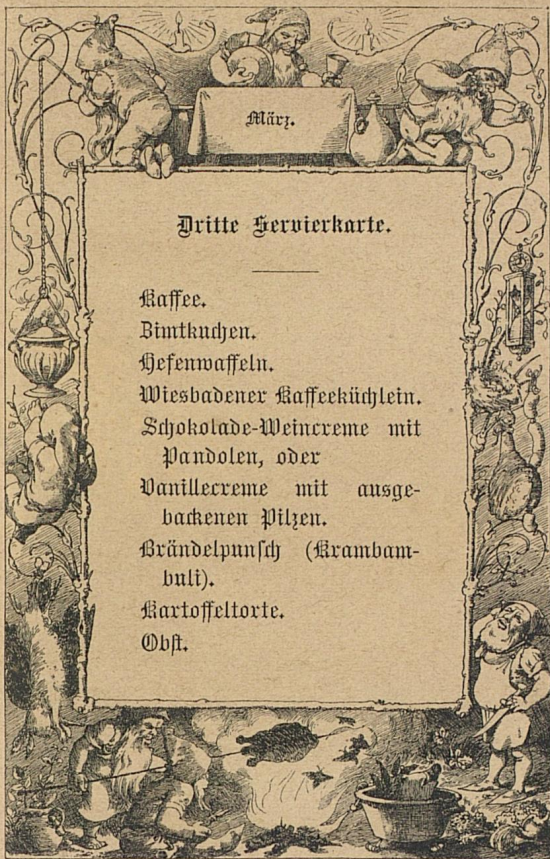 März.
Dritte Servierkarte.
Kaffee.
Zimtkuchen.
Hefenwaffeln.
Wiesbadener Kaffeeküchlein.
Schokolade-Weincreme mit
Pandolen, oder
Vanillecreme mit ausge-
backenen Pilzen.
Brändelpunsch (Krambam-
buli).
Kartoffeltorte.
Obst.